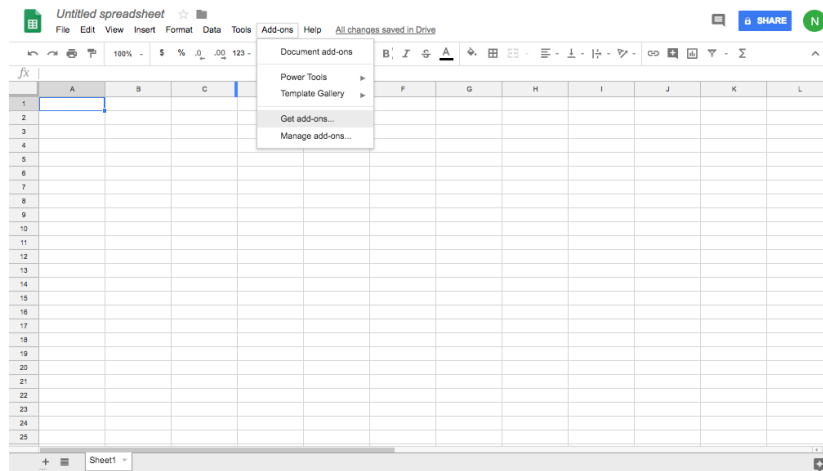 Untitled spreadsheet
File Edit View Insert Format Data Tools Add-ons Help All changes saved in Drive
SHARE
N
100% $ % .0 .00 123 B I S A Σ
Document add-ons
Power Tools
Template Gallery
Get add-ons...
Manage add-ons...
fx
A B C F G H I J K L
1
2
3
4
5
6
7
8
9
10
11
12
13
14
15
16
17
18
19
20
21
22
23
24
25
Sheet1